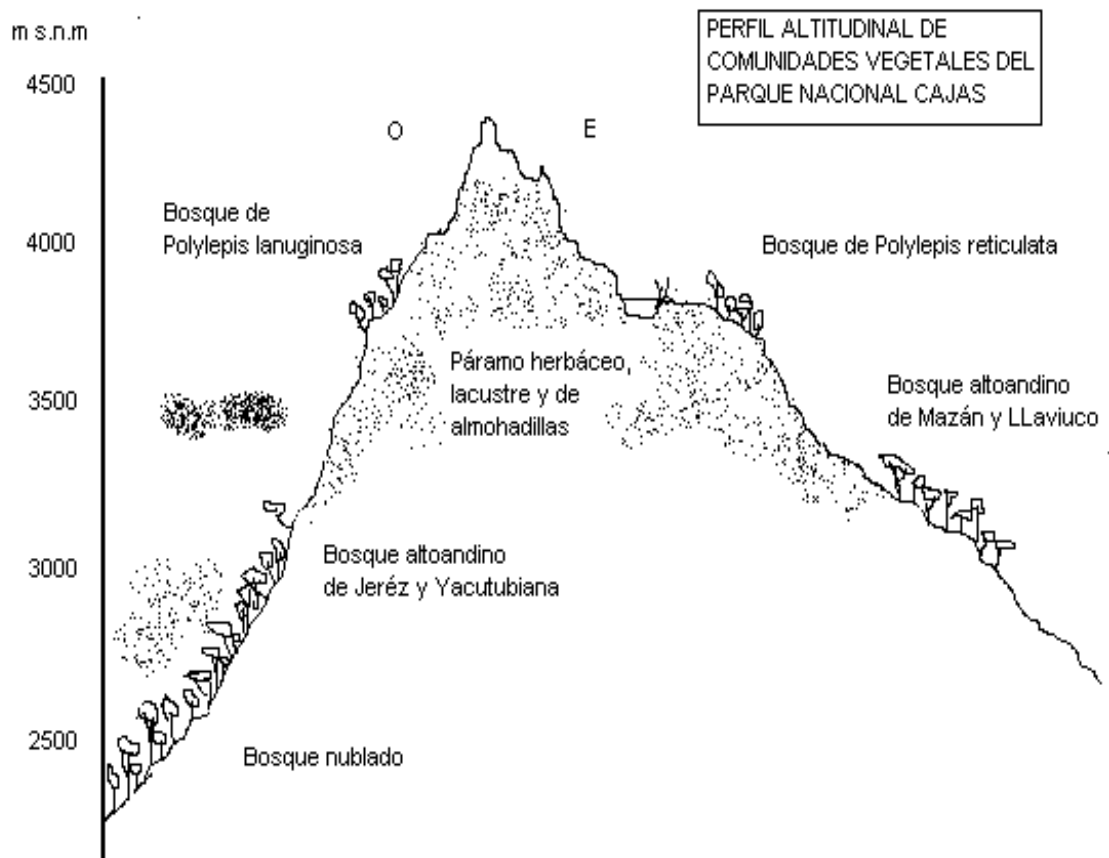 m s.n.m
PERFIL ALTITUDINAL DE
COMUNIDADES VEGETALES DEL
PARQUE NACIONAL CAJAS
4500
O
E
Bosque de
Polylepis lanuginosa
4000
Bosque de Polylepis reticulata
Páramo herbáceo,
lacustre y de
almohadillas
3500
Bosque altoandino
de Mazán y LLaviuco
3000
Bosque altoandino
de Jeréz y Yacutubiana
2500
Bosque nublado